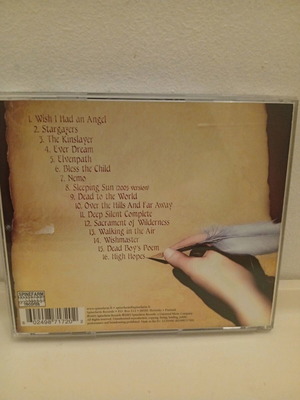 1. Wish I Had an Angel
2. Stargazers
3. The Kinslayer
4. Ever Dream
5. Elvenpath
6. Bless the Child
7. Nemo
8. Sleeping Sun (2005 version)
9. Dead to the World
10. Over the Hills And Far Away
11. Deep Silent Complete
12. Sacrament of Wilderness
13. Walking in the Air
14. Wishmaster
15. Dead Boy's Poem
16. High Hopes
SPINEFARM